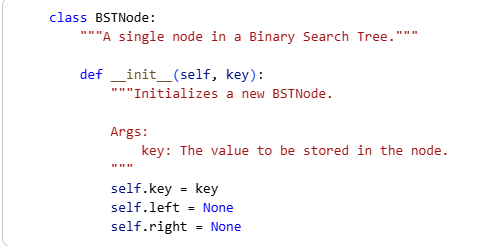 class BSTNode:
    """A single node in a Binary Search Tree."""
    def __init__(self, key):
        """Initializes a new BSTNode.
        Args:
            key: The value to be stored in the node.
        """
        self.key = key
        self.left = None
        self.right = None